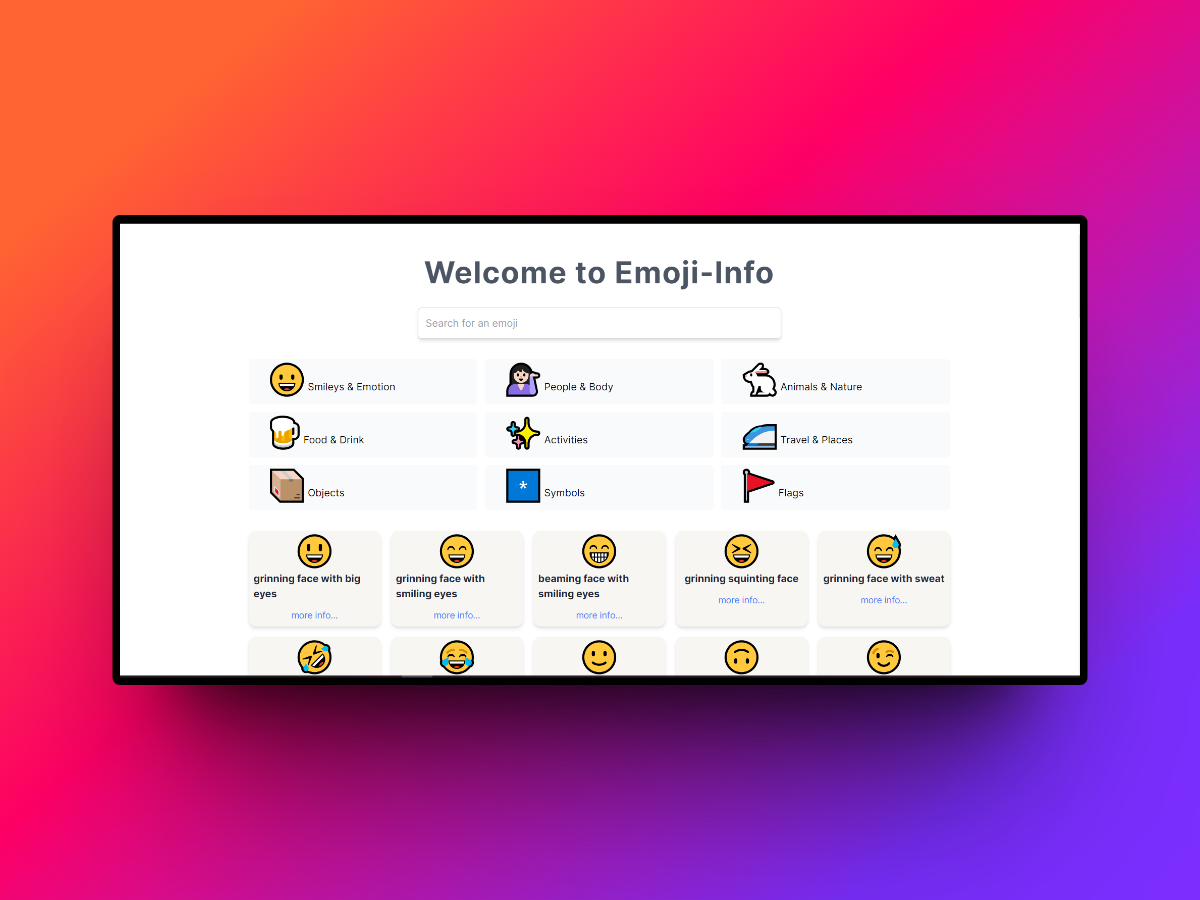 Welcome to Emoji-Info
Search for an emoji
Smileys & Emotion
People & Body
Animals & Nature
Food & Drink
Activities
Travel & Places
Objects
*
Symbols
Flags
grinning face with big
eyes
more info...
grinning face with
smiling eyes
more info...
beaming face with
smiling eyes
more info...
grinning squinting face
more info...
grinning face with sweat
more info...